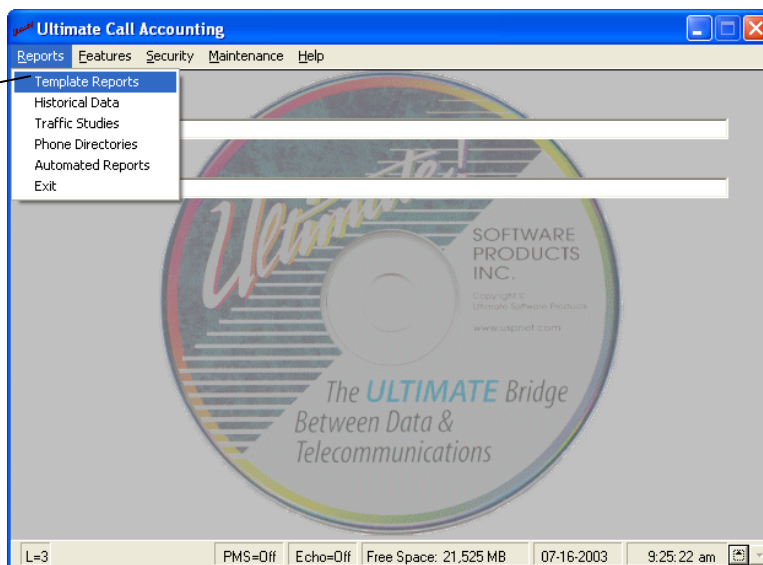 Ultimate Call Accounting
Reports Features Security Maintenance Help
Template Reports
Historical Data
Traffic Studies
Phone Directories
Automated Reports
Exit
Ultimate!
SOFTWARE
PRODUCTS
INC.
Copyright ©
Ultimate Software Products
www.uspnet.com
The ULTIMATE Bridge
Between Data &
Telecommunications
L=3 PMS=Off Echo=Off Free Space: 21,525 MB 07-16-2003 9:25:22 am